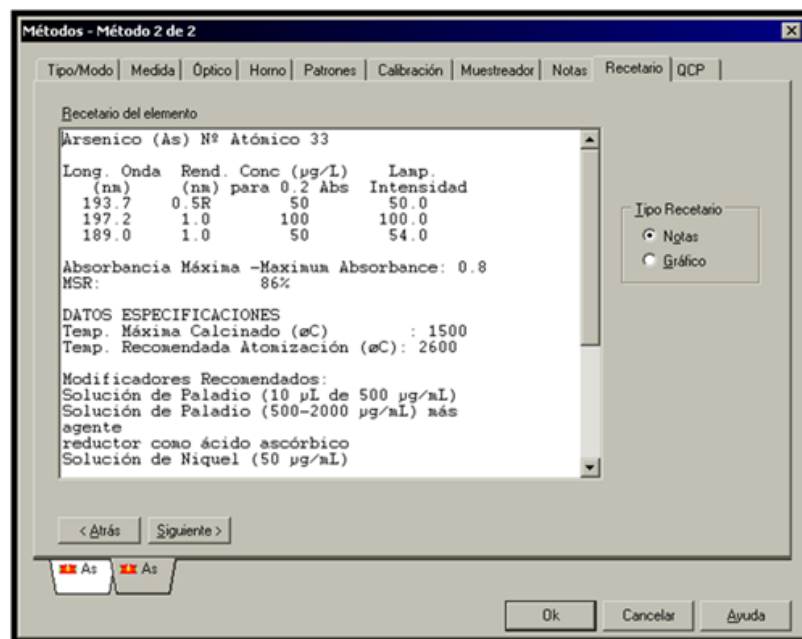 Métodos - Método 2 de 2
Tipo/Modo Medida Óptico Horno Patrones Calibración Muestreador Notas Recetario QCP
Recetario del elemento
Arsenico (As) Nº Atómico 33
Long. Onda Rend. Conc (µg/L) Lamp.
(nm) (nm) para 0.2 Abs Intensidad
193.7 0.5R 50 50.0
197.2 1.0 100 100.0
189.0 1.0 50 54.0
Absorbancia Máxima -Maximum Absorbance: 0.8
MSR: 86%
DATOS ESPECIFICACIONES
Temp. Máxima Calcinado (øC) : 1500
Temp. Recomendada Atomización (øC): 2600
Modificadores Recomendados:
Solución de Paladio (10 µL de 500 µg/mL)
Solución de Paladio (500-2000 µg/mL) más
agente
reductor como ácido ascórbico
Solución de Niquel (50 µg/mL)
Tipo Recetario
Notas
Gráfico
< Atrás Siguiente >
As As
Ok Cancelar Ayuda